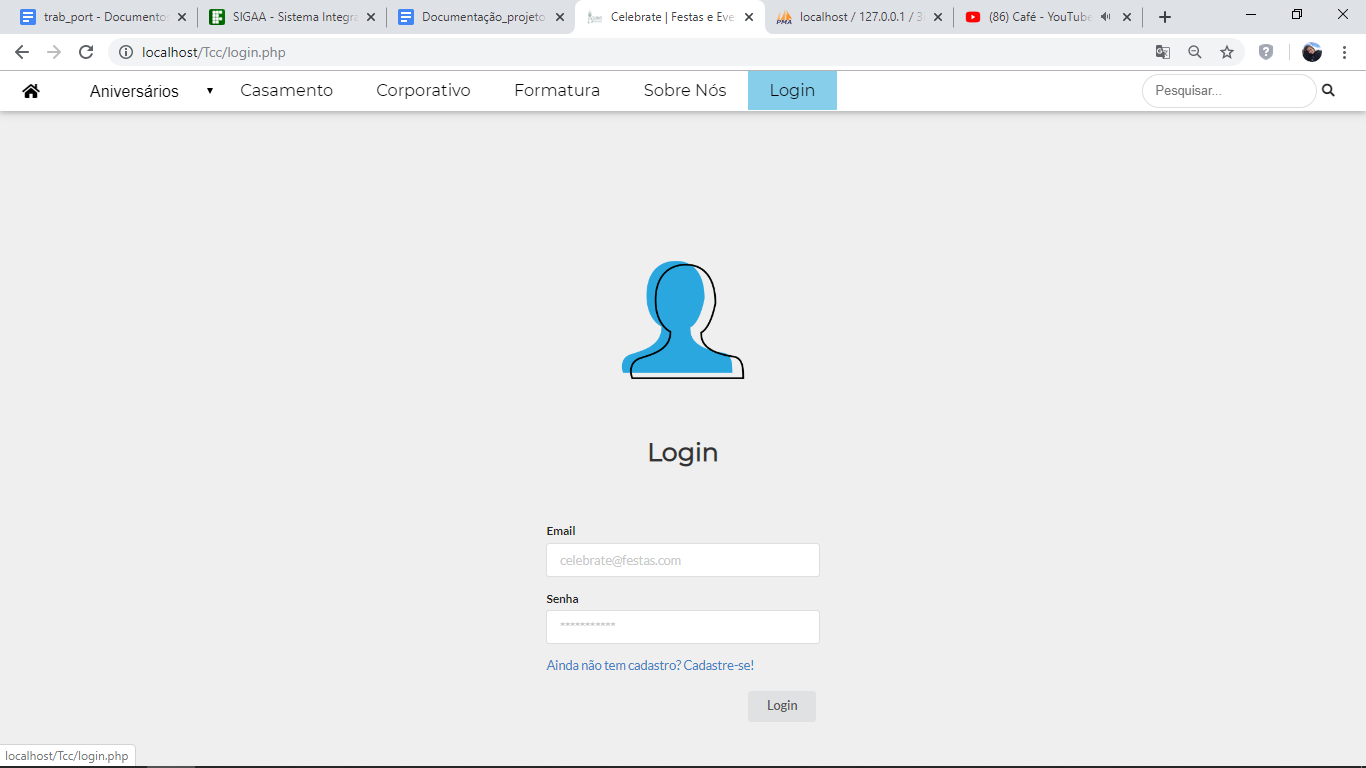 trab_port - Documento
SIGAA - Sistema Integra
Documentação_projeto
Celebrate | Festas e Eve
PMA
localhost / 127.0.0.1 / 3
(86) Café - YouTube
localhost/Tcc/login.php
Aniversários ▼
Casamento
Corporativo
Formatura
Sobre Nós
Login
Pesquisar...
Login
Email
celebrate@festas.com
Senha
***********
Ainda não tem cadastro? Cadastre-se!
Login
localhost/Tcc/login.php